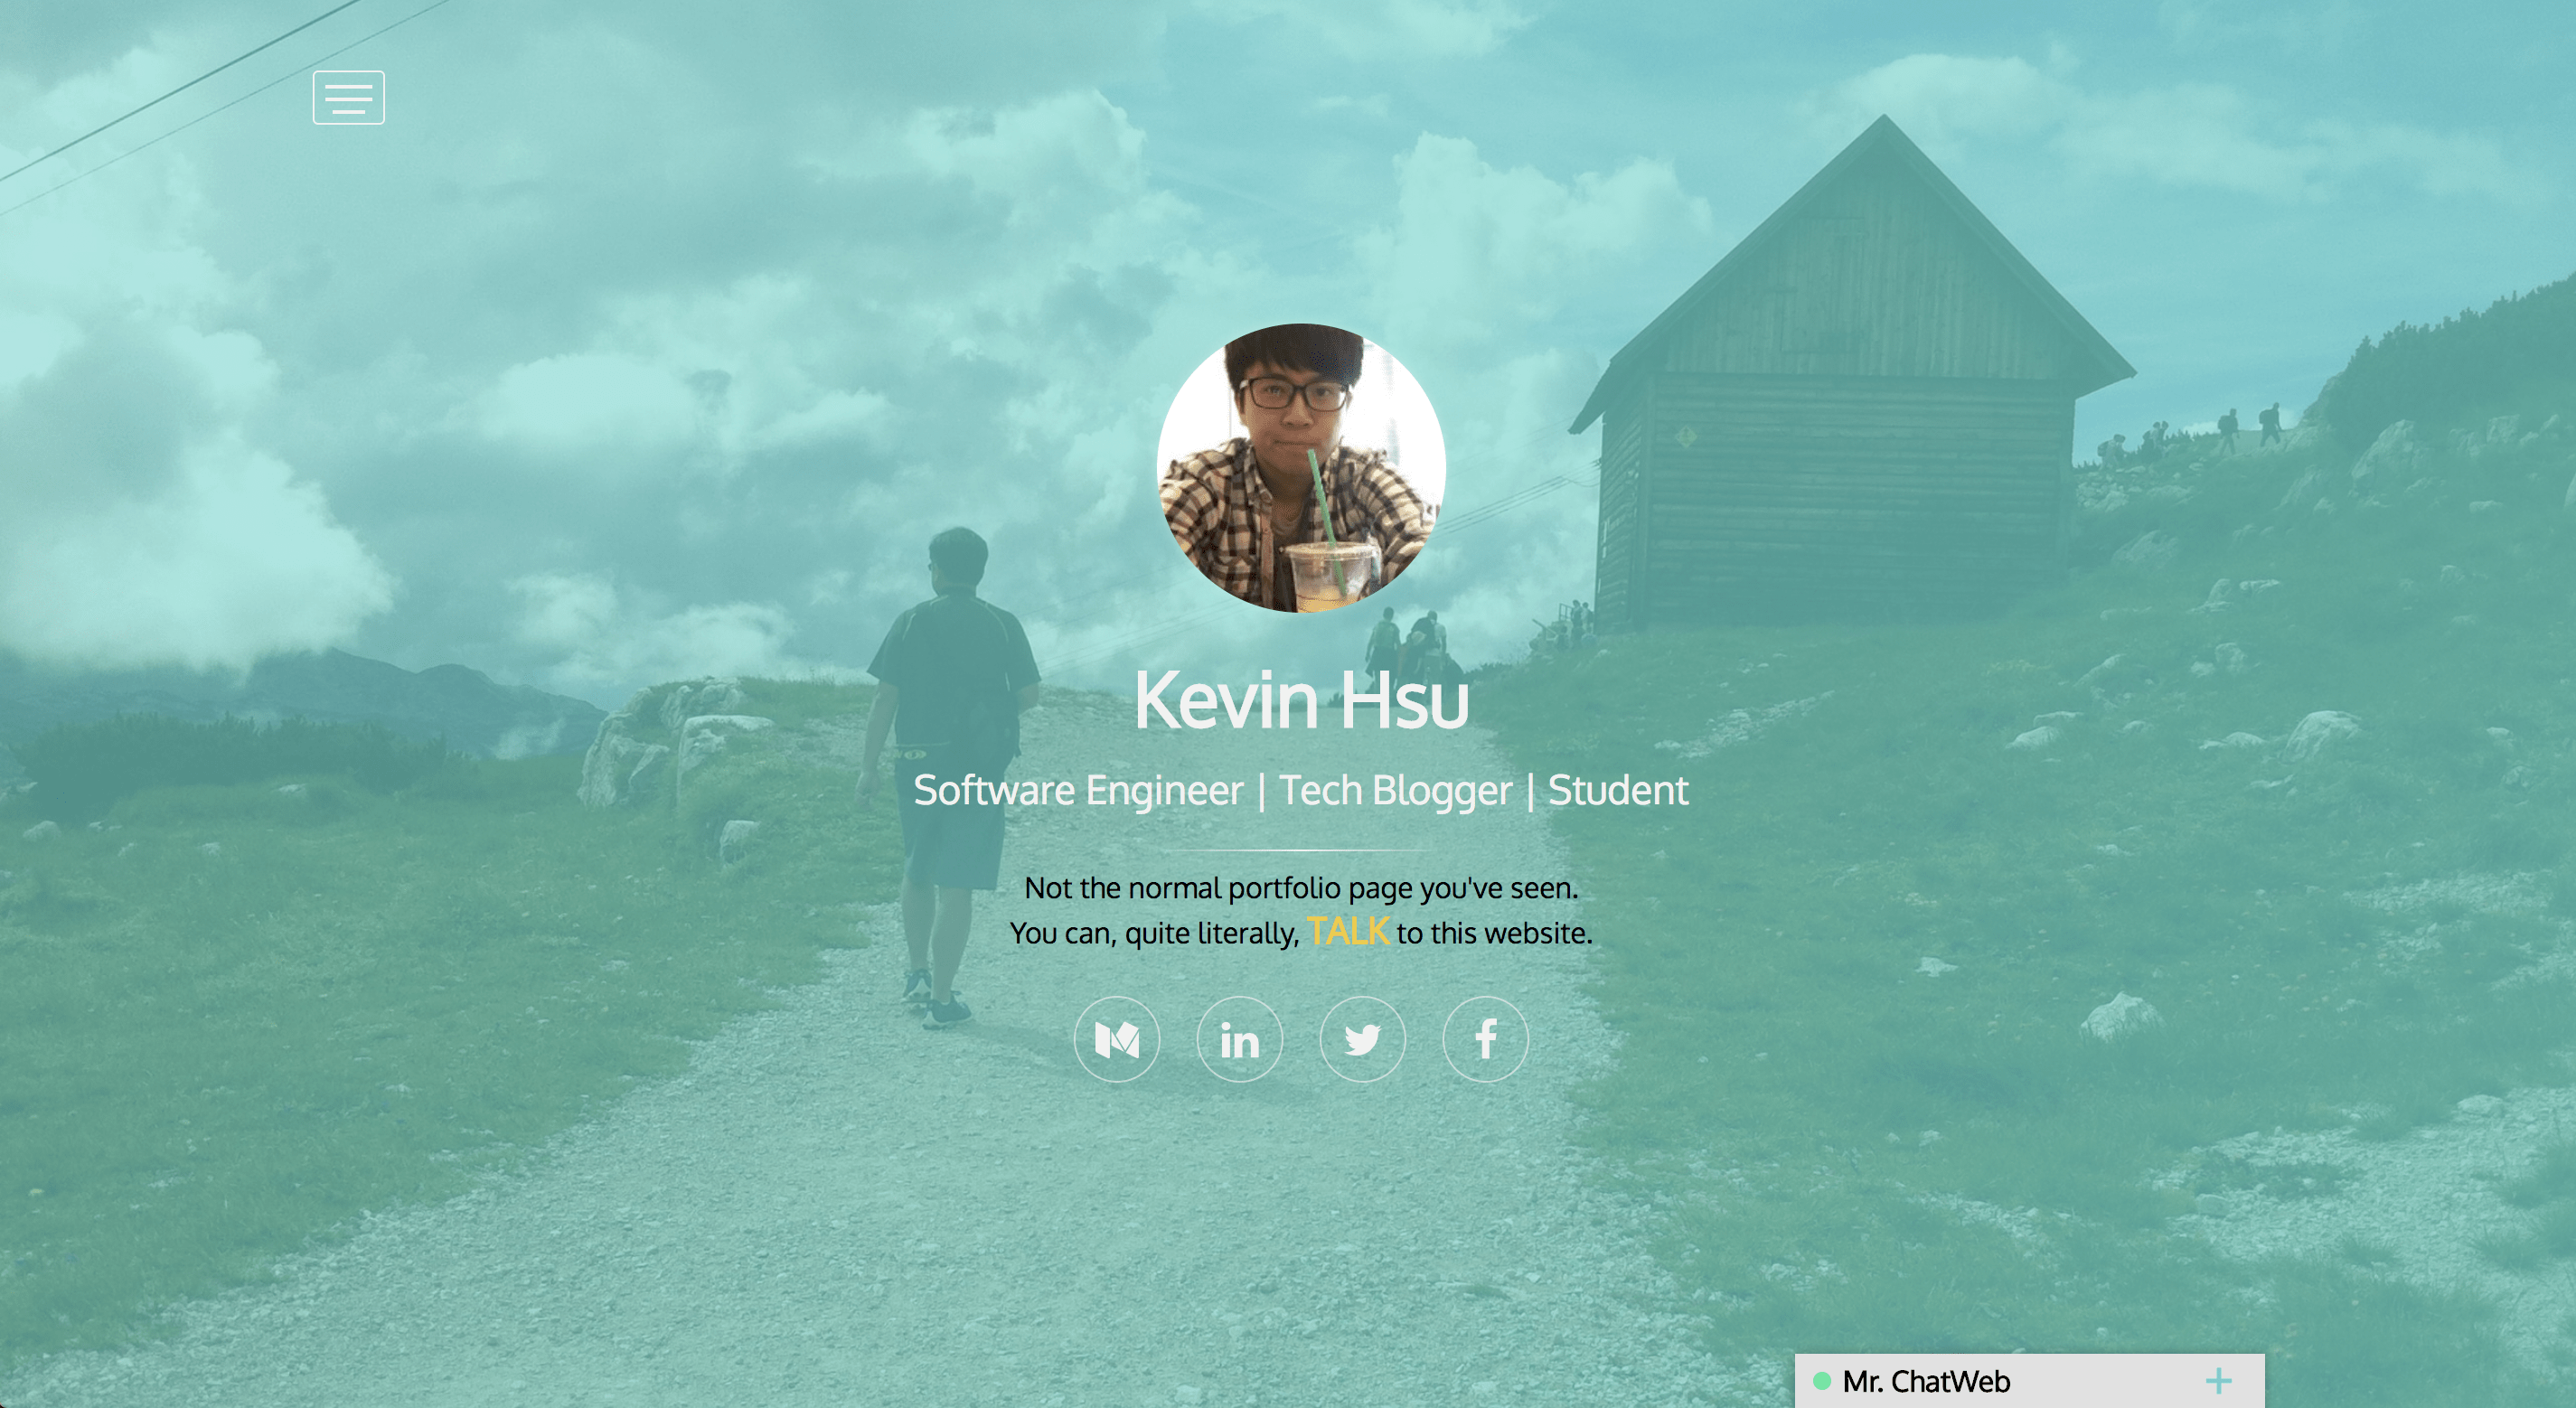 Kevin Hsu
Software Engineer | Tech Blogger | Student
Not the normal portfolio page you've seen.
You can, quite literally, TALK to this website.
in
f
Mr. ChatWeb +